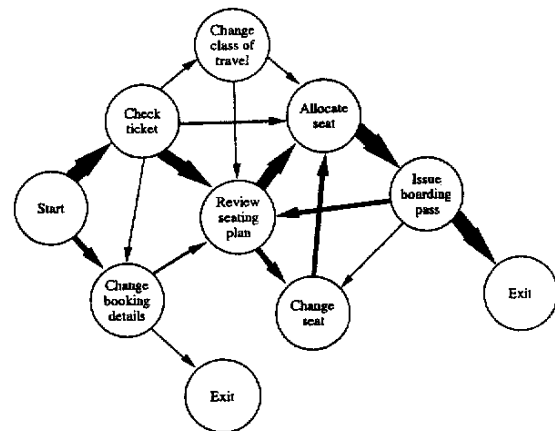 Change
class of
travel
Check
ticket
Allocate
seat
Start
Review
seating
plan
Issue
boarding
pass
Change
booking
details
Change
seat
Exit
Exit